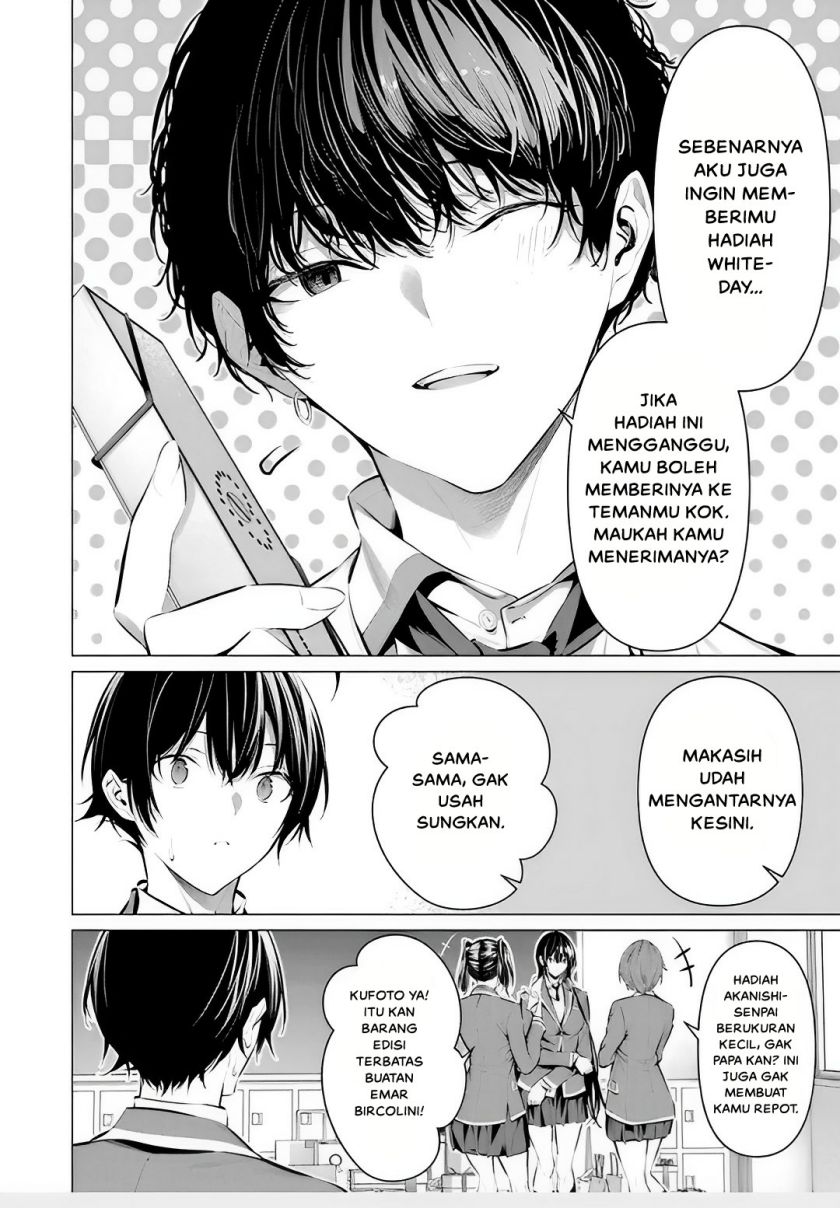 SEBENARNYA
AKU JUGA
INGIN MEM-
BERIMU
HADIAH
WHITE-
DAY...
JIKA
HADIAH INI
MENGGANGGU,
KAMU BOLEH
MEMBERINYA KE
TEMANMU KOK.
MAUKAH KAMU
MENERIMANYA?
MAKASIH
UDAH
MENGANTARNYA
KESINI.
SAMA-
SAMA, GAK
USAH
SUNGKAN.
HADIAH
AKANISHI-
SENPAI
BERUKURAN
KECIL, GAK
PAPA KAN? INI
JUGA GAK
MEMBUAT
KAMU REPOT.
KUFOTO YA!
ITU KAN
BARANG
EDISI
TERBATAS
BUATAN
EMAR
BIRCOLINI!